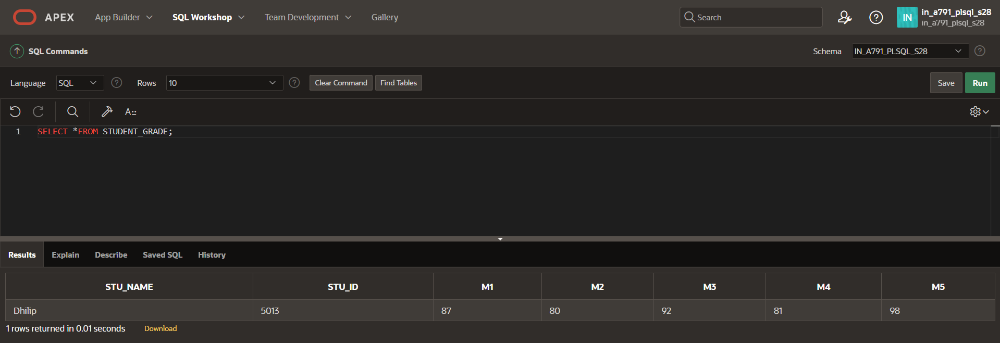 APEX App Builder SQL Workshop Team Development Gallery Search ? IN in_a791_plsql_s28
in_a791_plsql_s28
SQL Commands Schema IN_A791_PLSQL_S28 ?
Language SQL ? Rows 10 ? Clear Command Find Tables Save Run
A::
1 SELECT *FROM STUDENT_GRADE;
Results Explain Describe Saved SQL History
STU_NAME STU_ID M1 M2 M3 M4 M5
Dhilip 5013 87 80 92 81 98
1 rows returned in 0.01 seconds Download